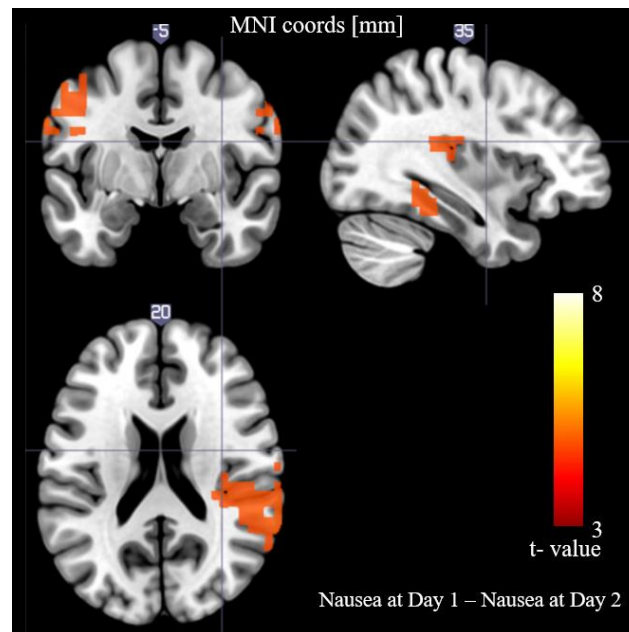 MNI coords [mm]
-5
35
20
8
3
t- value
Nausea at Day 1 – Nausea at Day 2